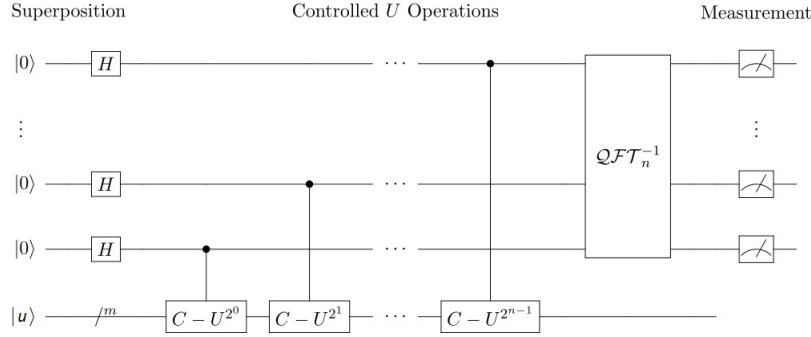 Superposition Controlled U Operations Measurement
|0⟩ H ⋯
⋮ ⋮
QFT_n^{-1}
|0⟩ H ⋯
|0⟩ H ⋯
|u⟩ m C − U^{2^0} C − U^{2^1} ⋯ C − U^{2^{n−1}}